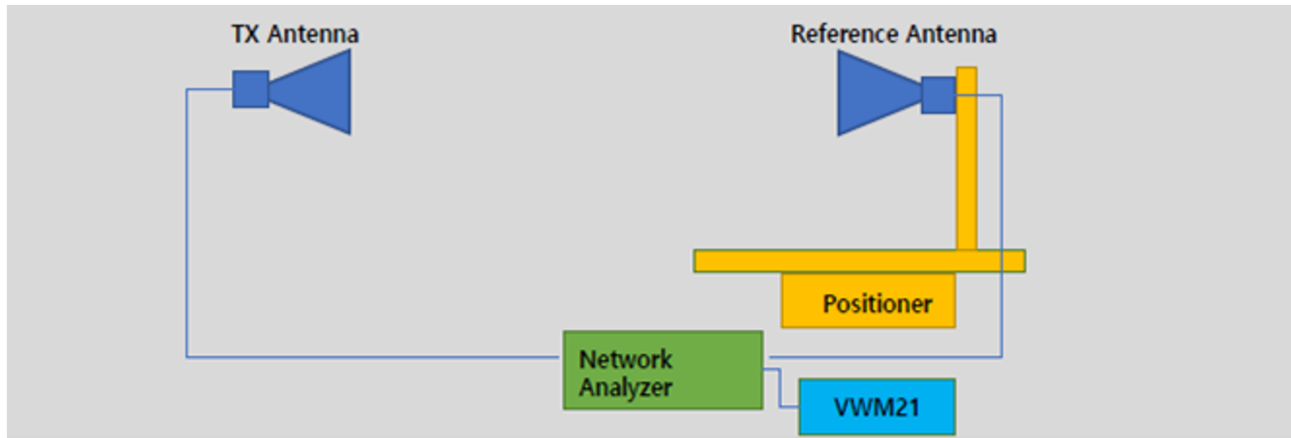 TX Antenna
Reference Antenna
Positioner
Network
Analyzer
VWM21